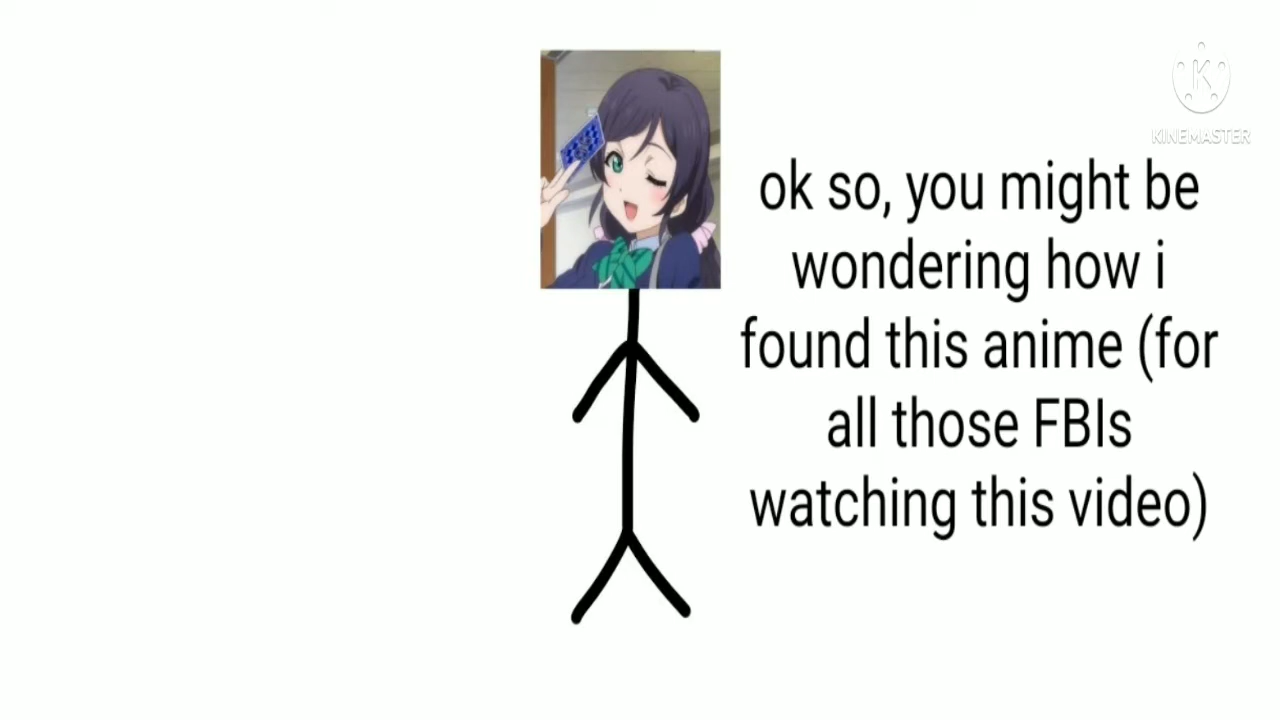 KINEMASTER
ok so, you might be
wondering how i
found this anime (for
all those FBIs
watching this video)